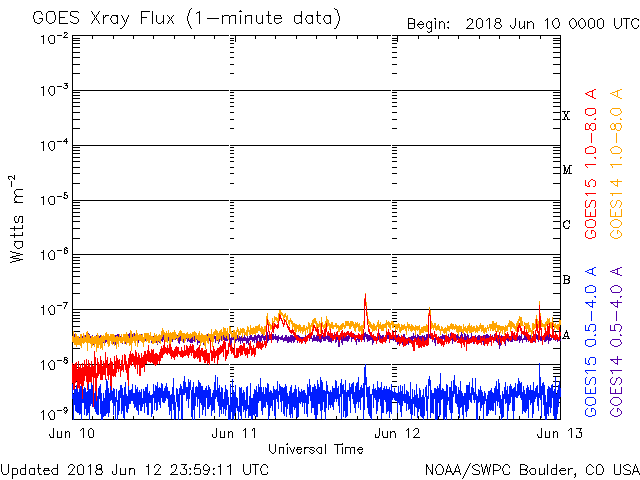 GOES Xray Flux (1-minute data)
Begin: 2018 Jun 10 0000 UTC
10⁻²
10⁻³
10⁻⁴
10⁻⁵
10⁻⁶
10⁻⁷
10⁻⁸
10⁻⁹
Watts m⁻²
X
M
C
B
A
GOES15 1.0-8.0 A
GOES14 1.0-8.0 A
GOES15 0.5-4.0 A
GOES14 0.5-4.0 A
Jun 10 Jun 11 Jun 12 Jun 13
Universal Time
Updated 2018 Jun 12 23:59:11 UTC
NOAA/SWPC Boulder, CO USA